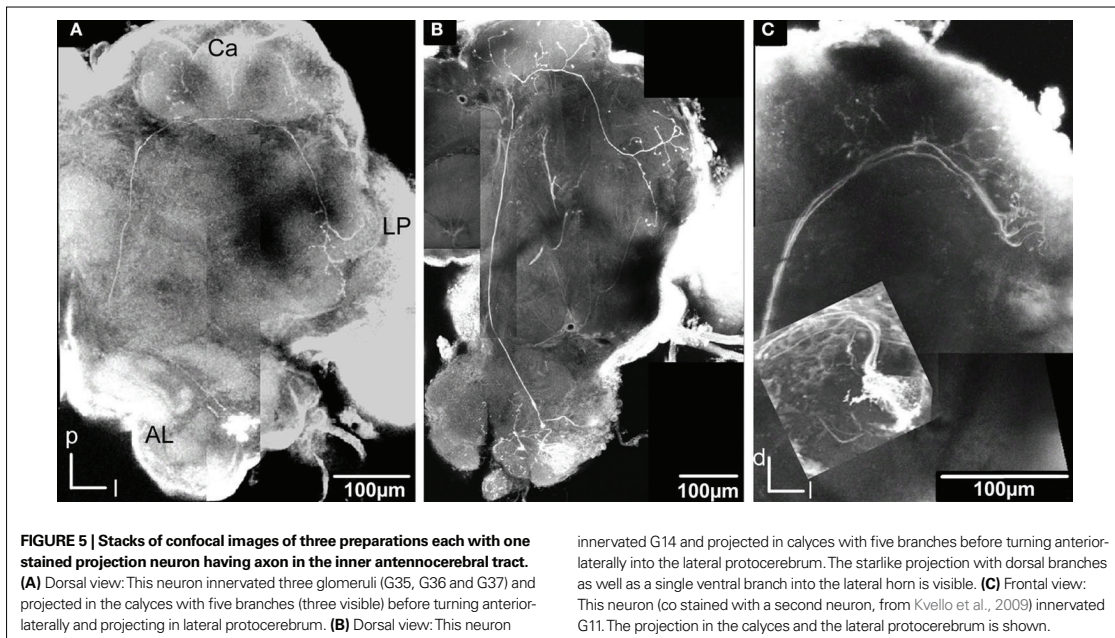 A
Ca
LP
AL
p
l
100µm
B
100µm
C
d
l
100µm
FIGURE 5 | Stacks of confocal images of three preparations each with one
stained projection neuron having axon in the inner antennocerebral tract.
(A) Dorsal view: This neuron innervated three glomeruli (G35, G36 and G37) and
projected in the calyces with five branches (three visible) before turning anterior-
laterally and projecting in lateral protocerebrum. (B) Dorsal view: This neuron
innervated G14 and projected in calyces with five branches before turning anterior-
laterally into the lateral protocerebrum. The starlike projection with dorsal branches
as well as a single ventral branch into the lateral horn is visible. (C) Frontal view:
This neuron (co stained with a second neuron, from Kvello et al., 2009) innervated
G11. The projection in the calyces and the lateral protocerebrum is shown.